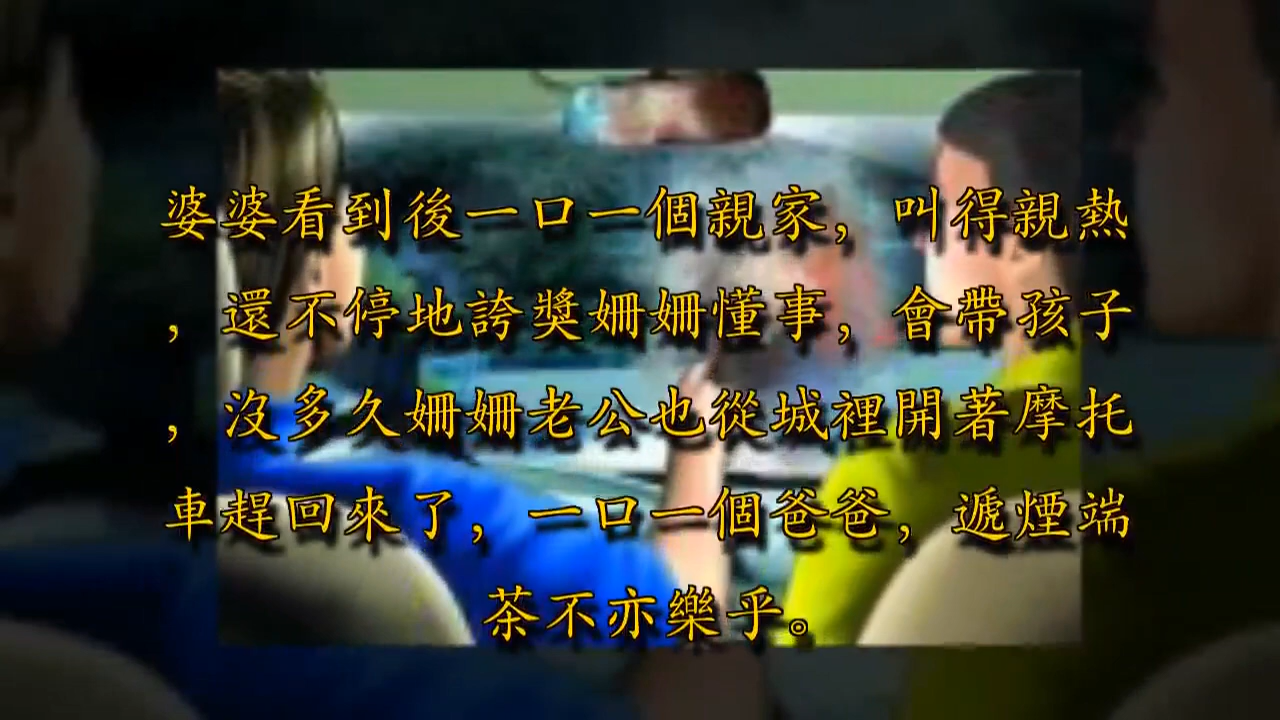 婆婆看到後一口一個親家，叫得親熱
，還不停地誇獎姍姍懂事，會帶孩子
，沒多久姍姍老公也從城裡開著摩托
車趕回來了，一口一個爸爸，遞煙端
茶不亦樂乎。